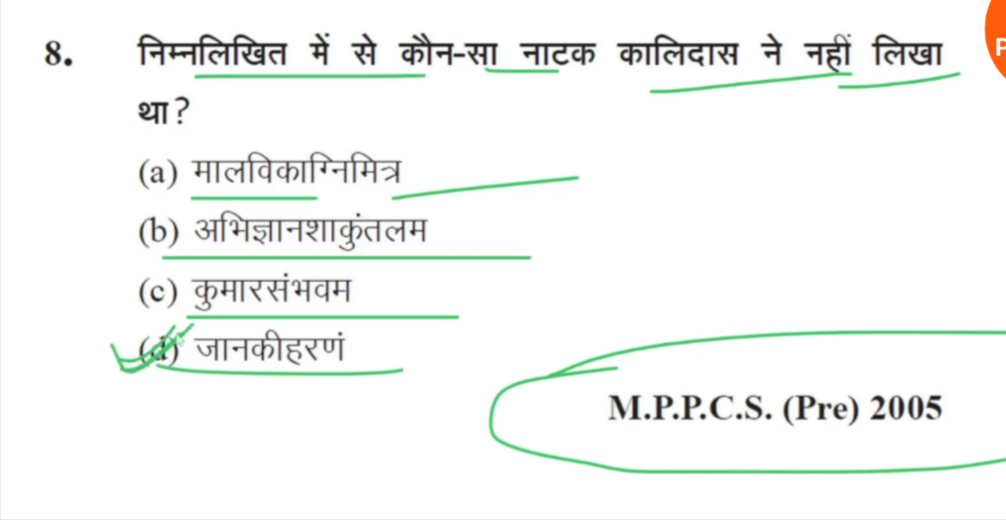 8. निम्नलिखित में से कौन-सा नाटक कालिदास ने नहीं लिखा
था?
(a) मालविकाग्निमित्र
(b) अभिज्ञानशाकुंतलम
(c) कुमारसंभवम
(d) जानकीहरणं
M.P.P.C.S. (Pre) 2005